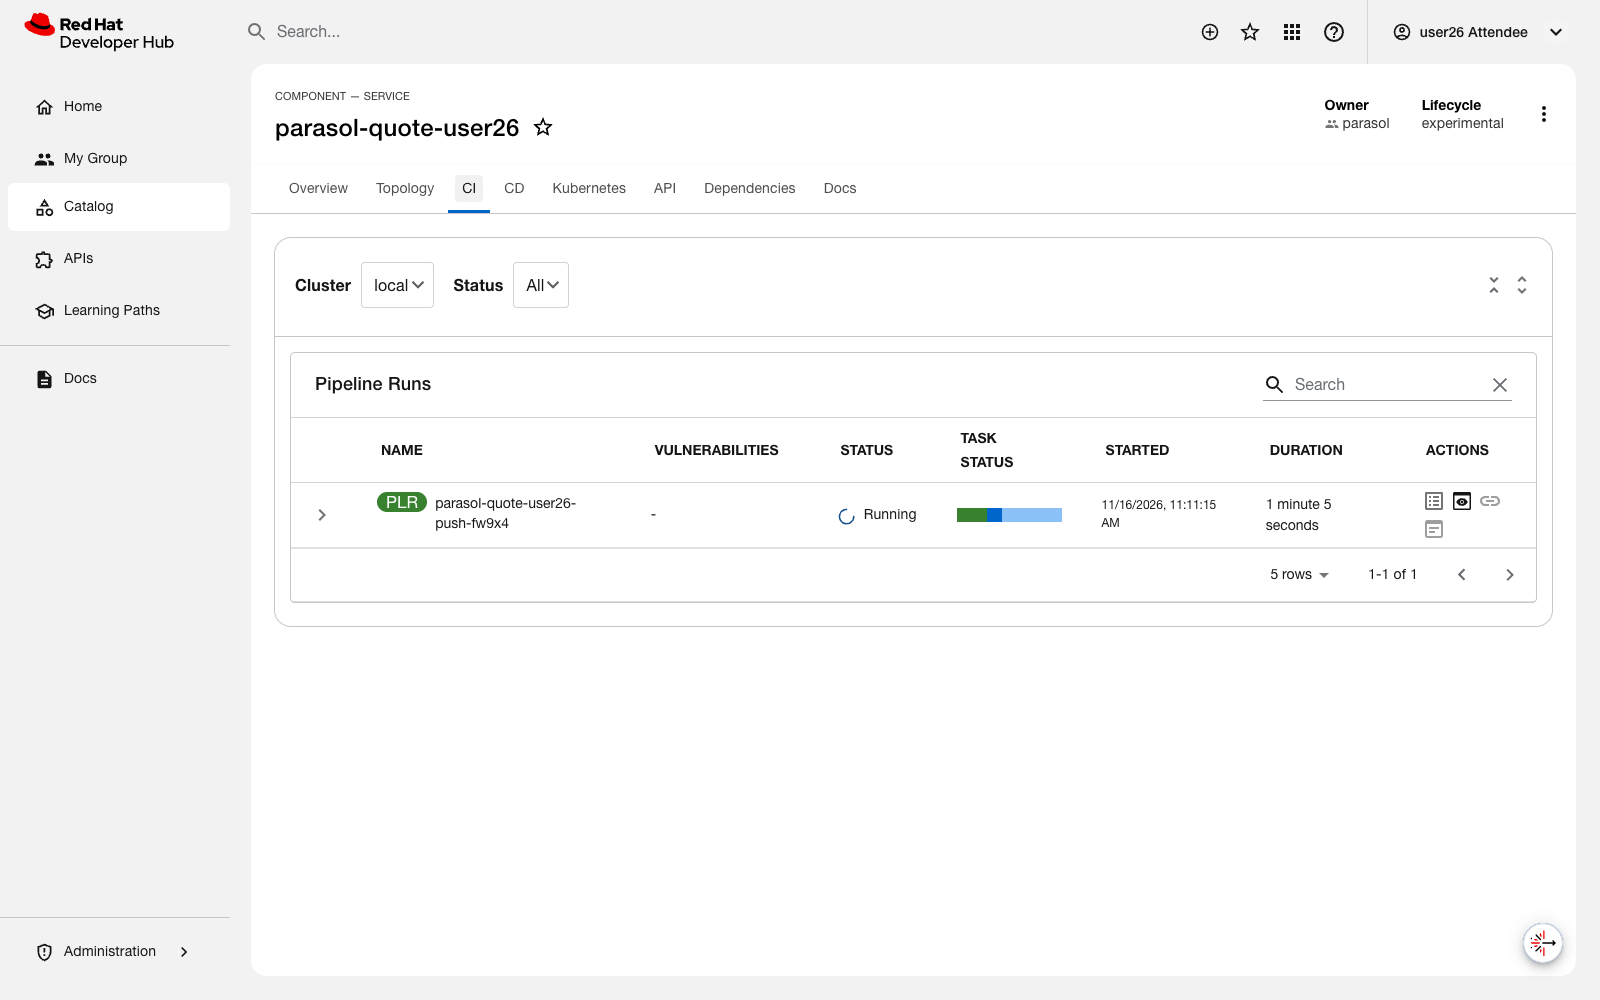 Red Hat
Developer Hub
Search...
user26 Attendee
Home
My Group
Catalog
APIs
Learning Paths
Docs
Administration
COMPONENT — SERVICE
parasol-quote-user26
Owner
parasol
Lifecycle
experimental
Overview
Topology
CI
CD
Kubernetes
API
Dependencies
Docs
Cluster
local
Status
All
Pipeline Runs
Search
NAME
VULNERABILITIES
STATUS
TASK
STATUS
STARTED
DURATION
ACTIONS
PLR
parasol-quote-user26-
push-fw9x4
-
Running
11/16/2026, 11:11:15
AM
1 minute 5
seconds
5 rows
1-1 of 1